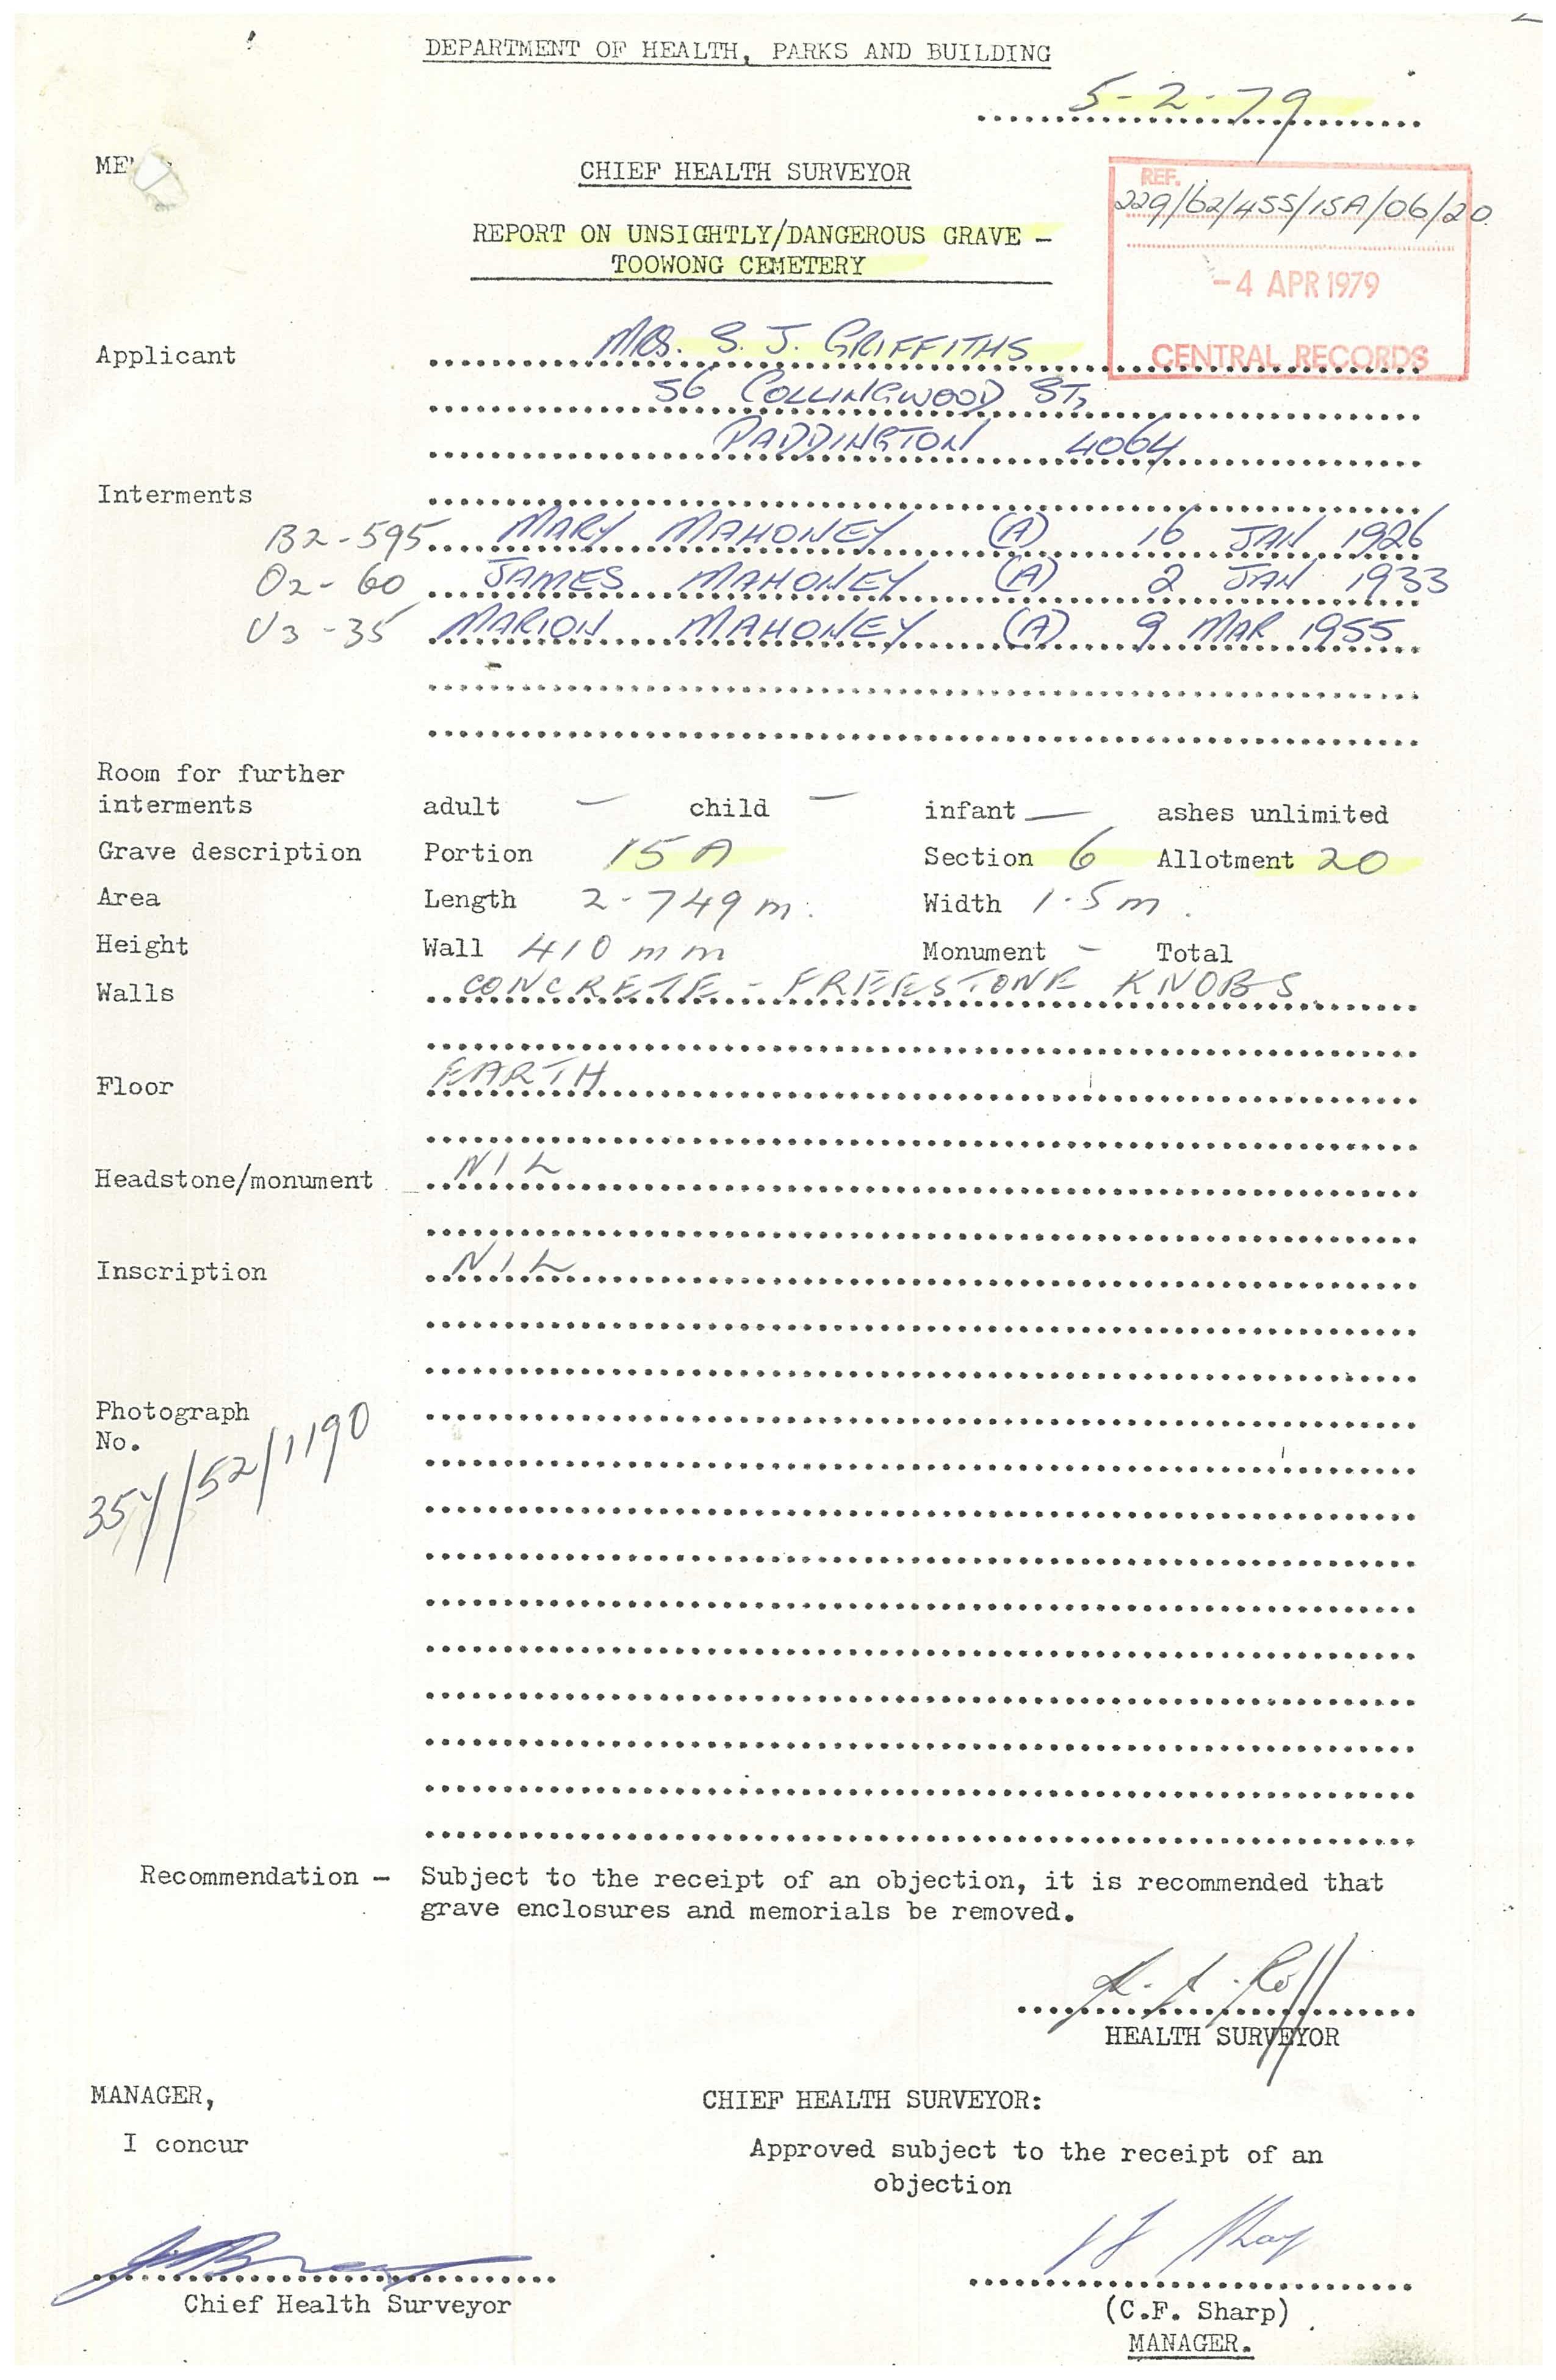 DEPARTMENT OF HEALTH, PARKS AND BUILDING
5-2-79
CHIEF HEALTH SURVEYOR
REF.
229/62/455/15A/06/20
REPORT ON UNSIGHTLY/DANGEROUS GRAVE -
TOOWONG CEMETERY
-4 APR 1979
CENTRAL RECORDS
Applicant MRS. S. J. GRIFFITHS
56 COLLINGWOOD ST,
PADDINGTON 4064
Interments
B2-595 MARY MAHONEY (A) 16 JAN 1926
O2-60 JAMES MAHONEY (A) 2 JAN 1933
U3-35 MARION MAHONEY (A) 9 MAR 1955
Room for further
interments adult - child - infant - ashes unlimited
Grave description Portion 15A Section 6 Allotment 20
Area Length 2.749 m. Width 1.5 m.
Height Wall 410 mm Monument - Total
Walls CONCRETE - FREESTONE KNOBS
Floor EARTH
Headstone/monument NIL
Inscription NIL
Photograph
No.
354/52/1190
Recommendation - Subject to the receipt of an objection, it is recommended that
grave enclosures and memorials be removed.
HEALTH SURVEYOR
MANAGER, CHIEF HEALTH SURVEYOR:
I concur Approved subject to the receipt of an
objection
Chief Health Surveyor (C.F. Sharp)
MANAGER.